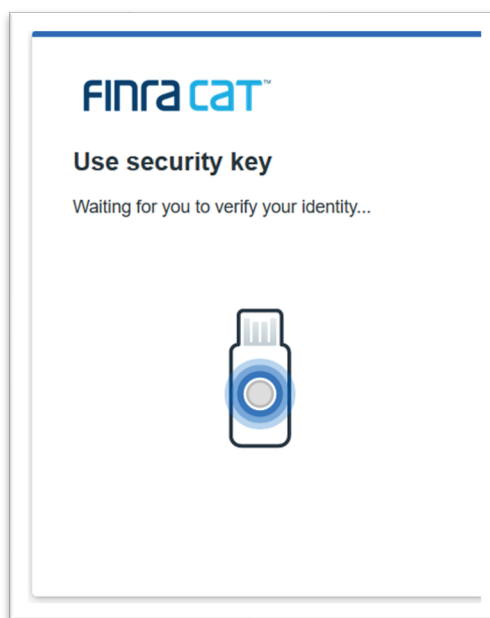 FINRA CAT™
Use security key
Waiting for you to verify your identity...